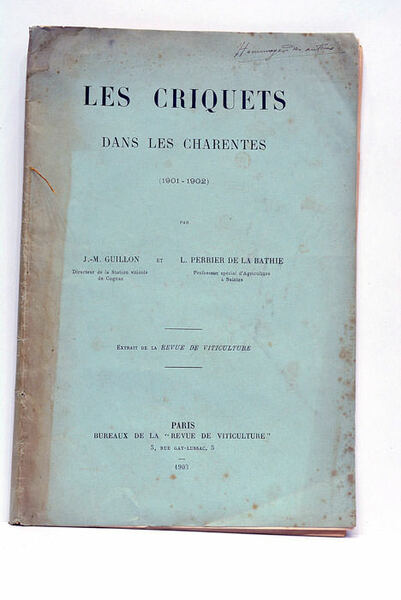 Hommages des auteurs
LES CRIQUETS
DANS LES CHARENTES
(1901-1902)
PAR
J.-M. GUILLON ET L. PERRIER DE LA BATHIE
Directeur de la Station viticole Professeur spécial d'Agriculture
de Cognac à Saintes
EXTRAIT DE LA REVUE DE VITICULTURE
PARIS
BUREAUX DE LA "REVUE DE VITICULTURE"
5, RUE GAY-LUSSAC, 5
1903